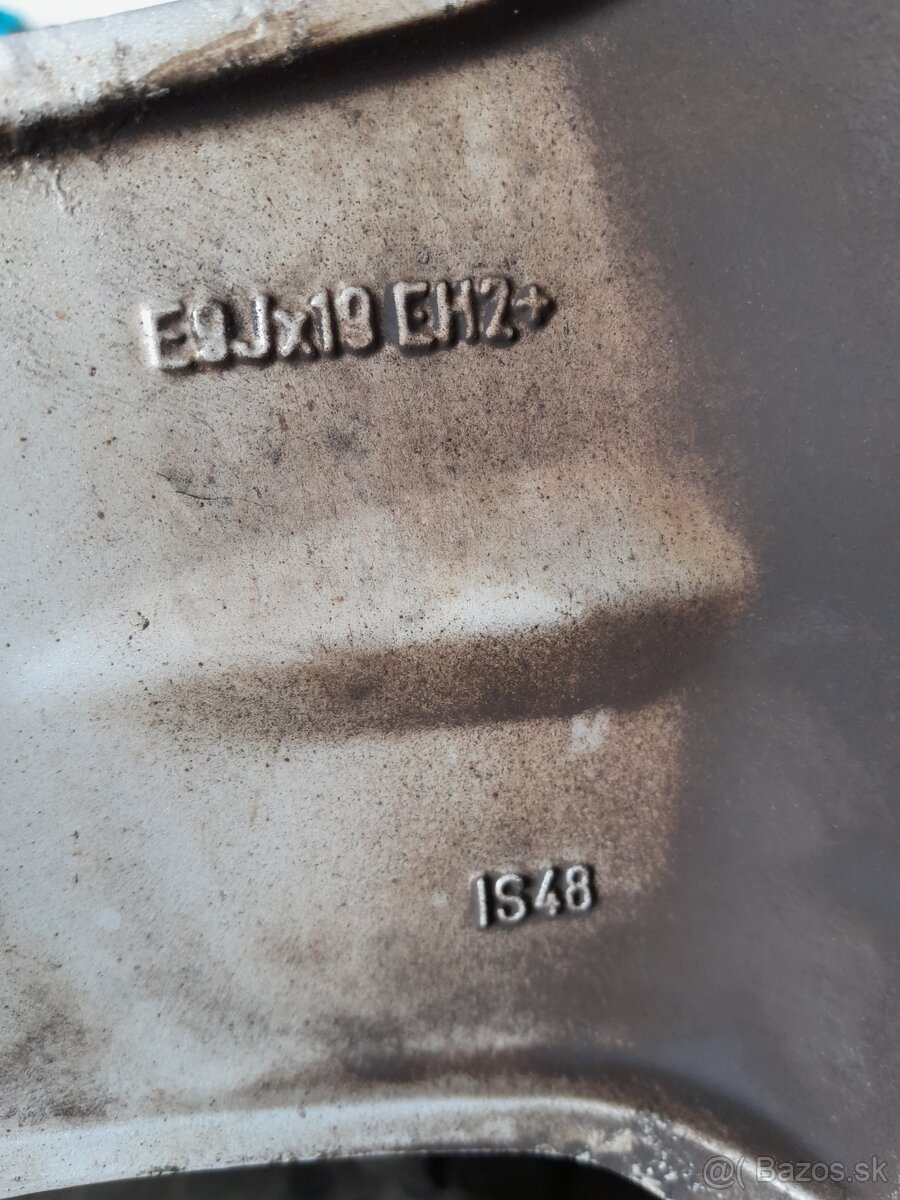 E9Jx19 EH2+
IS48
@( Bazos.sk